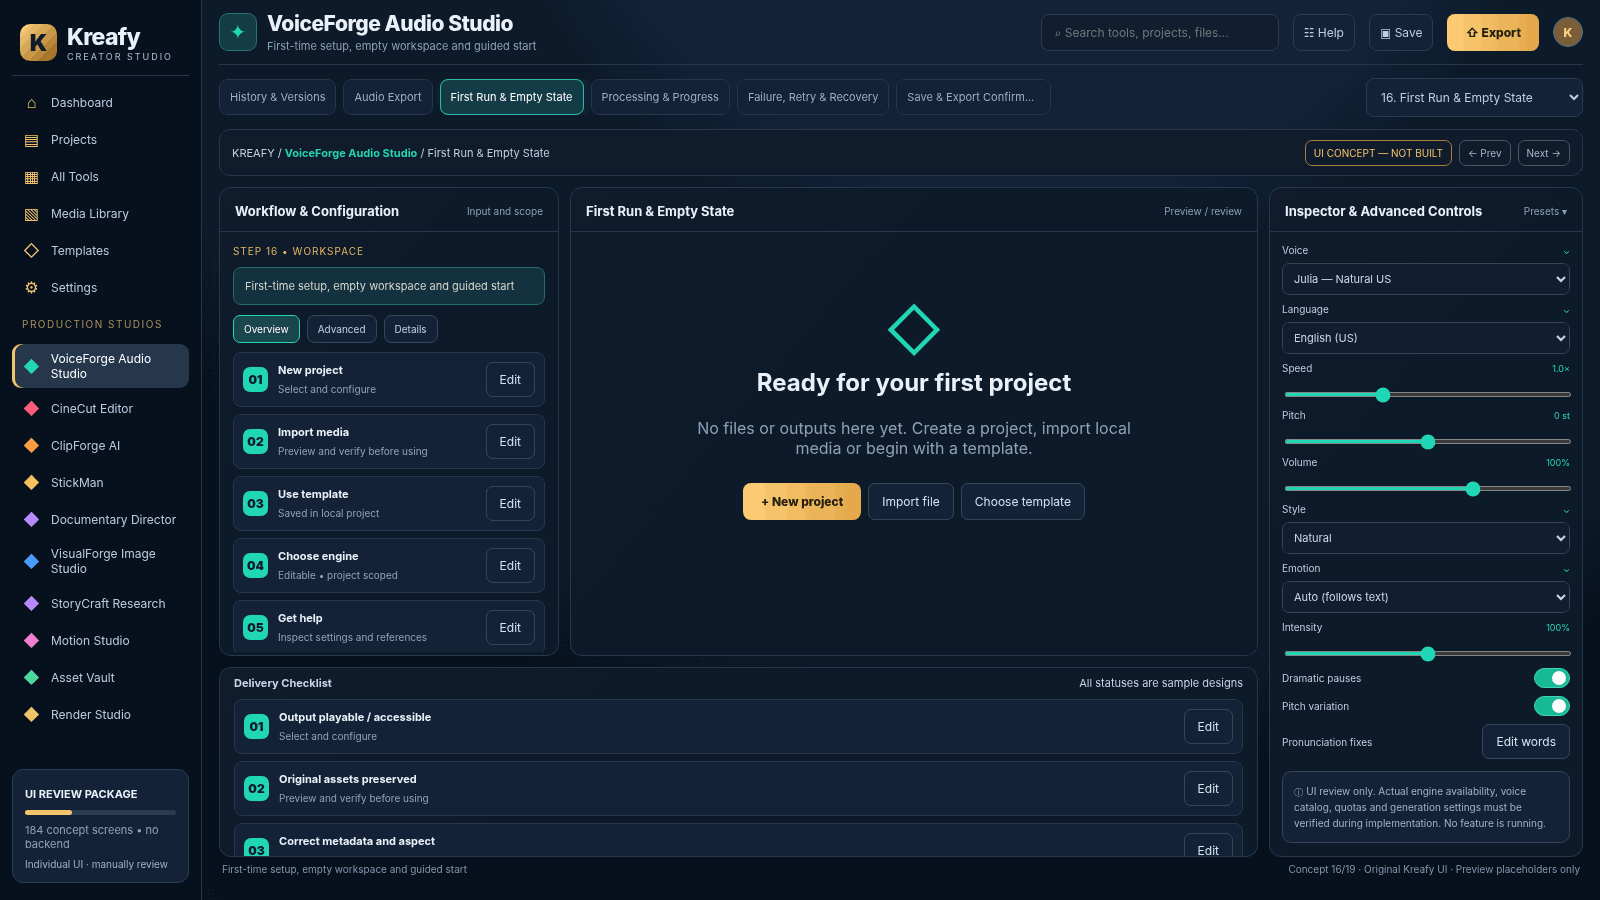 K
Kreafy
CREATOR STUDIO
Dashboard
Projects
All Tools
Media Library
Templates
Settings
PRODUCTION STUDIOS
VoiceForge Audio
Studio
CineCut Editor
ClipForge AI
StickMan
Documentary Director
VisualForge Image
Studio
StoryCraft Research
Motion Studio
Asset Vault
Render Studio
UI REVIEW PACKAGE
184 concept screens • no
backend
Individual UI · manually review
VoiceForge Audio Studio
First-time setup, empty workspace and guided start
Search tools, projects, files...
Help
Save
Export
K
History & Versions
Audio Export
First Run & Empty State
Processing & Progress
Failure, Retry & Recovery
Save & Export Confirm...
16. First Run & Empty State
KREAFY / VoiceForge Audio Studio / First Run & Empty State
UI CONCEPT — NOT BUILT
← Prev
Next →
Workflow & Configuration
Input and scope
STEP 16 • WORKSPACE
First-time setup, empty workspace and guided start
Overview
Advanced
Details
01
New project
Select and configure
Edit
02
Import media
Preview and verify before using
Edit
03
Use template
Saved in local project
Edit
04
Choose engine
Editable • project scoped
Edit
05
Get help
Inspect settings and references
Edit
First Run & Empty State
Preview / review
Ready for your first project
No files or outputs here yet. Create a project, import local
media or begin with a template.
+ New project
Import file
Choose template
Delivery Checklist
All statuses are sample designs
01
Output playable / accessible
Select and configure
Edit
02
Original assets preserved
Preview and verify before using
Edit
03
Correct metadata and aspect
Edit
Inspector & Advanced Controls
Presets ▾
Voice
Julia — Natural US
Language
English (US)
Speed
1.0×
Pitch
0 st
Volume
100%
Style
Natural
Emotion
Auto (follows text)
Intensity
100%
Dramatic pauses
Pitch variation
Pronunciation fixes
Edit words
ⓘ UI review only. Actual engine availability, voice
catalog, quotas and generation settings must be
verified during implementation. No feature is running.
First-time setup, empty workspace and guided start
Concept 16/19 · Original Kreafy UI · Preview placeholders only